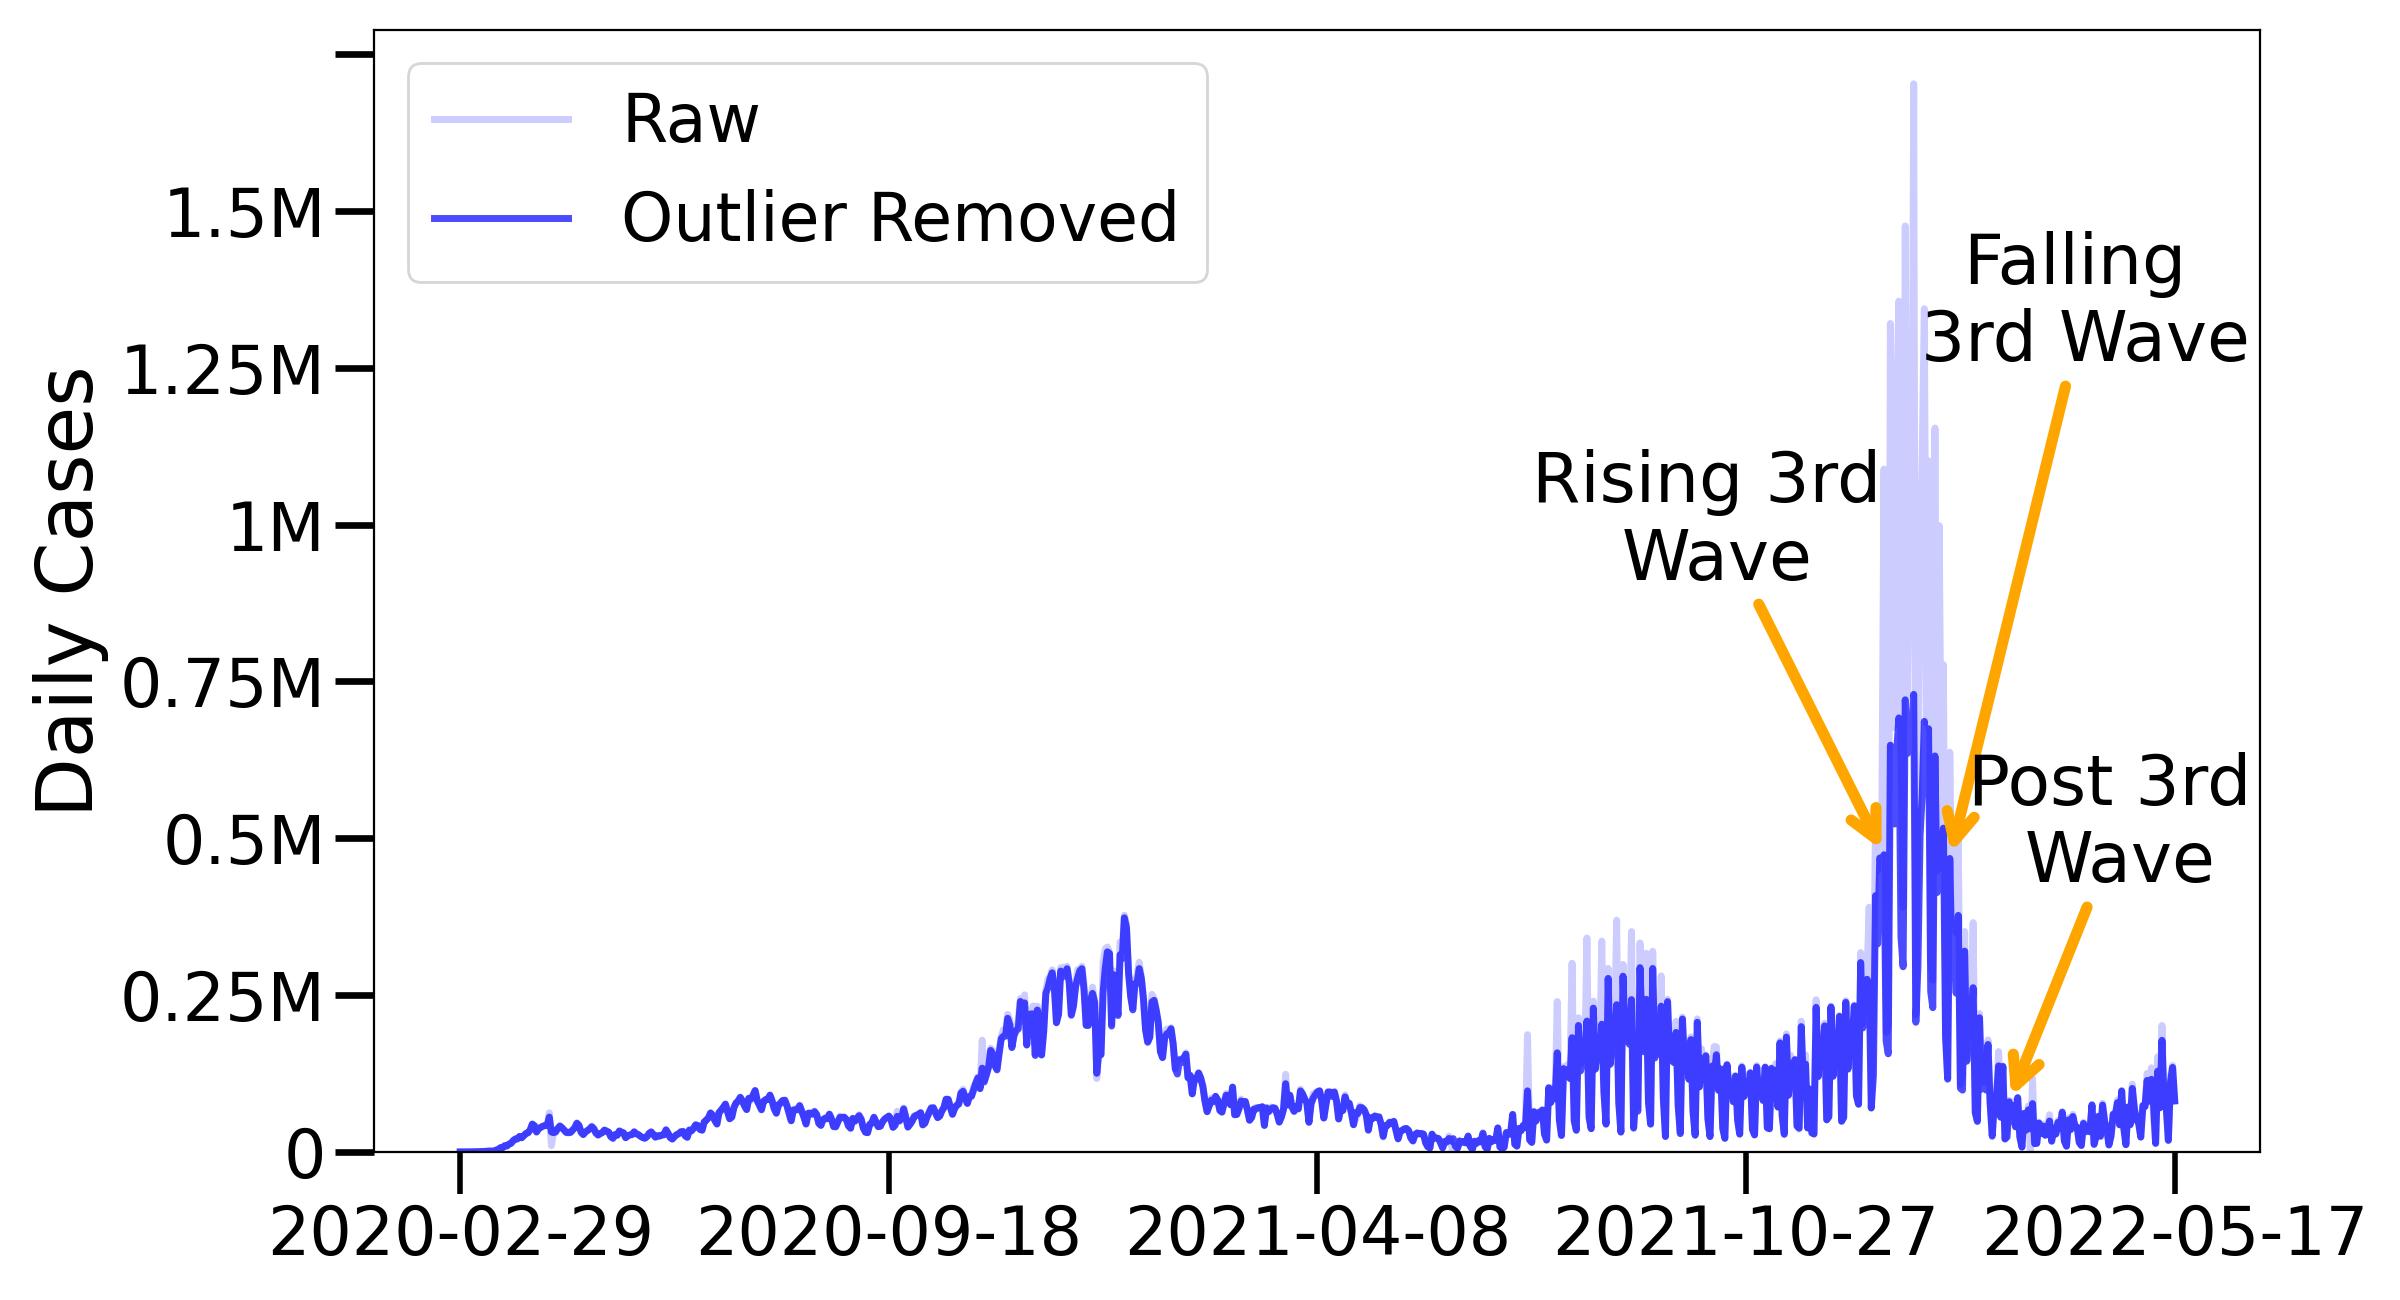 Raw
Outlier Removed
Falling
3rd Wave
Rising 3rd
Wave
Post 3rd
Wave
Daily Cases
1.5M
1.25M
1M
0.75M
0.5M
0.25M
0
2020-02-29
2020-09-18
2021-04-08
2021-10-27
2022-05-17